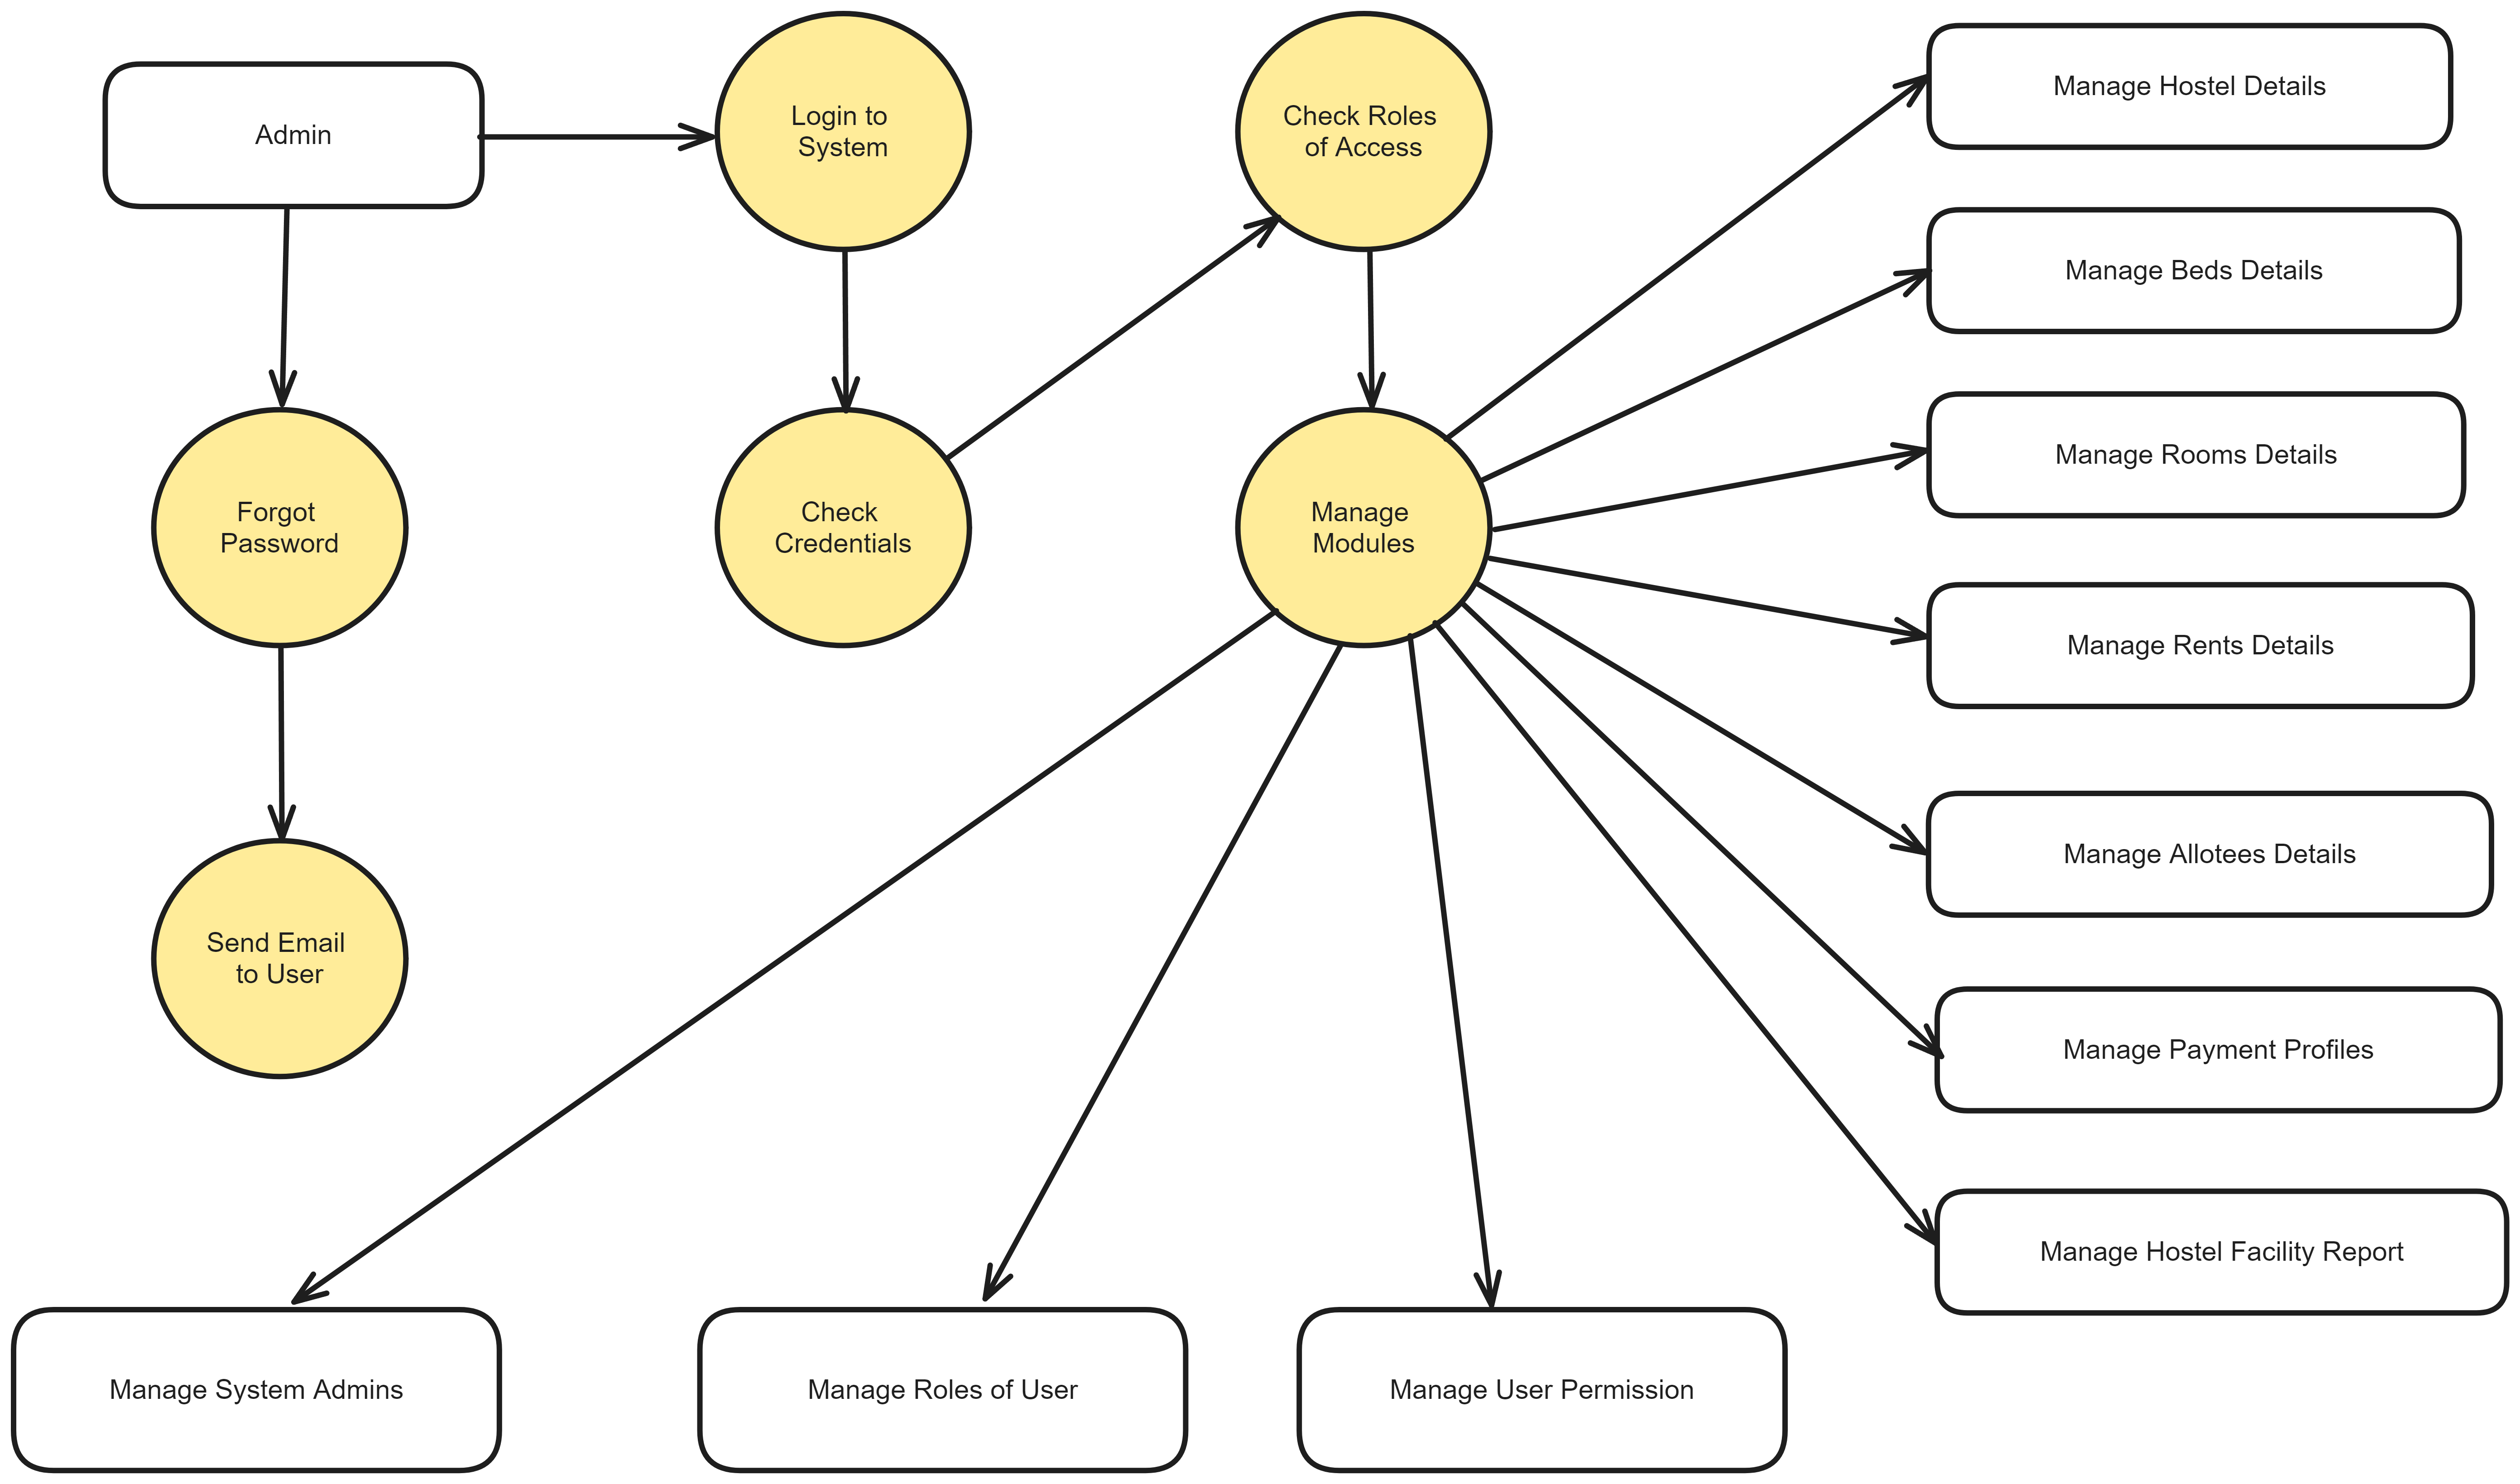 Admin
Login to
System
Check Roles
of Access
Manage Hostel Details
Manage Beds Details
Manage Rooms Details
Forgot
Password
Check
Credentials
Manage
Modules
Manage Rents Details
Manage Allotees Details
Send Email
to User
Manage Payment Profiles
Manage Hostel Facility Report
Manage System Admins
Manage Roles of User
Manage User Permission